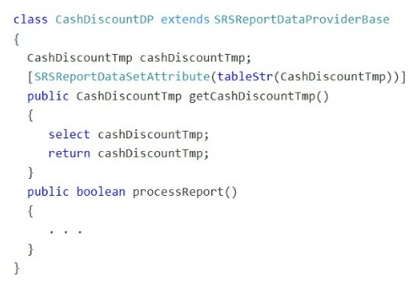 class CashDiscountDP extends SRSReportDataProviderBase
{
CashDiscountTmp cashDiscountTmp;
[SRSReportDataSetAttribute(tableStr(CashDiscountTmp))]
public CashDiscountTmp getCashDiscountTmp()
{
select cashDiscountTmp;
return cashDiscountTmp;
}
public boolean processReport()
{
. . .
}
}